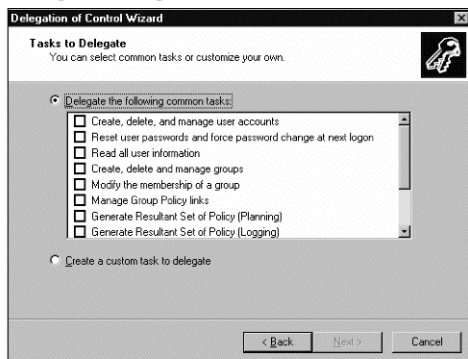 Delegation of Control Wizard
Tasks to Delegate
You can select common tasks or customize your own.
Delegate the following common tasks:
Create, delete, and manage user accounts
Reset user passwords and force password change at next logon
Read all user information
Create, delete and manage groups
Modify the membership of a group
Manage Group Policy links
Generate Resultant Set of Policy (Planning)
Generate Resultant Set of Policy (Logging)
Create a custom task to delegate
< Back Next > Cancel